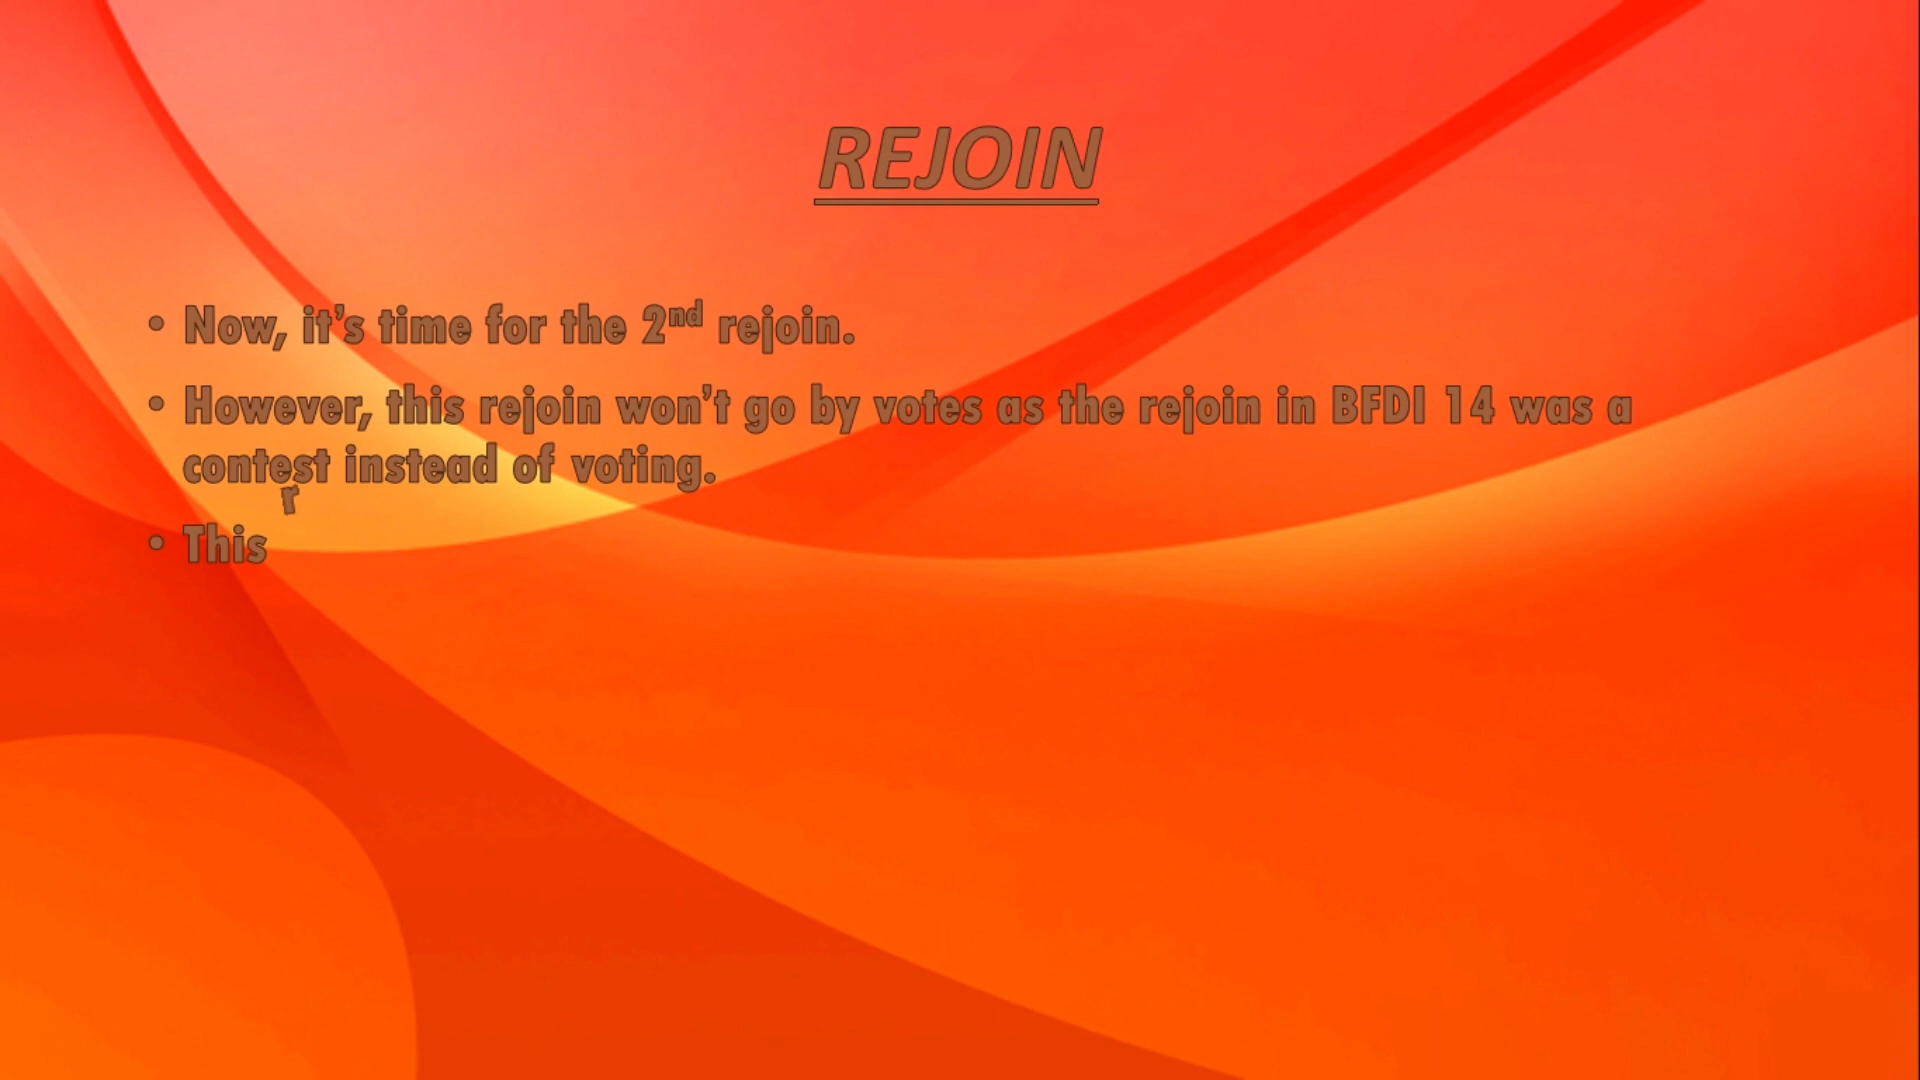 REJOIN
• Now, it's time for the 2nd rejoin.
• However, this rejoin won't go by votes as the rejoin in BFDI 14 was a
contest instead of voting.
• This r